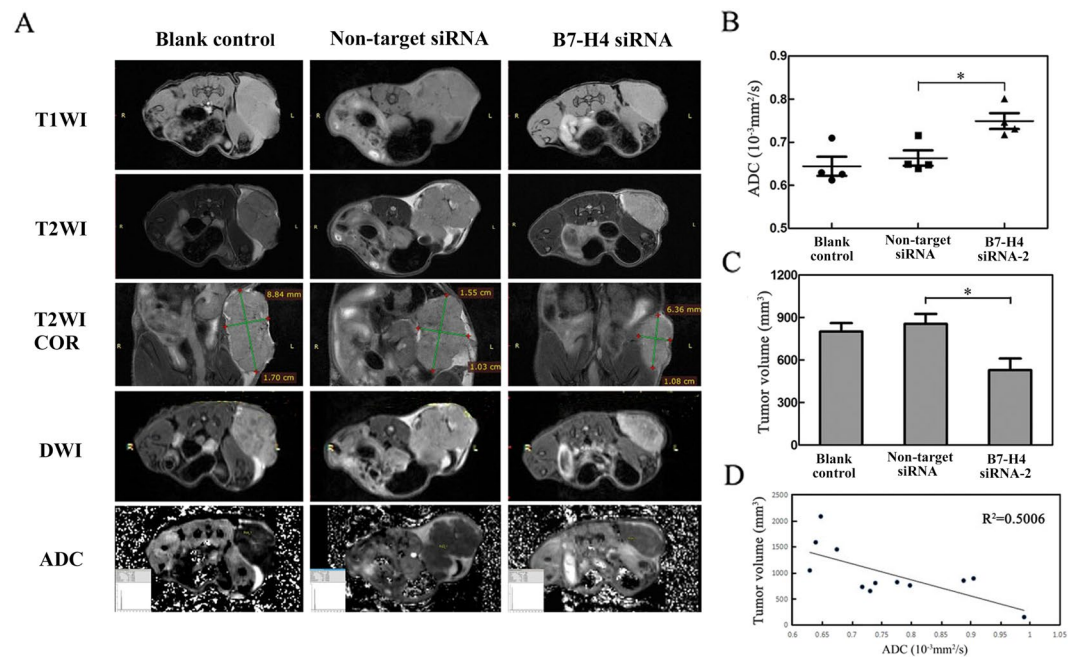 A
Blank control Non-target siRNA B7-H4 siRNA
T1WI
R L
R L
R L
T2WI
R L
R L
R L
T2WI
COR
8.84 mm
1.70 cm
R L
1.55 cm
1.03 cm
R L
6.36 mm
1.08 cm
R L
DWI
ADC
B
ADC (10-3mm2/s)
0.9
0.8
0.7
0.6
0.5
*
Blank
control
Non-target
siRNA
B7-H4
siRNA-2
C
Tumor volume (mm3)
1200
900
600
300
0
*
Blank
control
Non-target
siRNA
B7-H4
siRNA-2
D
Tumor volume (mm3)
2500
2000
1500
1000
500
0
R2=0.5006
0.6 0.65 0.7 0.75 0.8 0.85 0.9 0.95 1 1.05
ADC (10-3mm2/s)